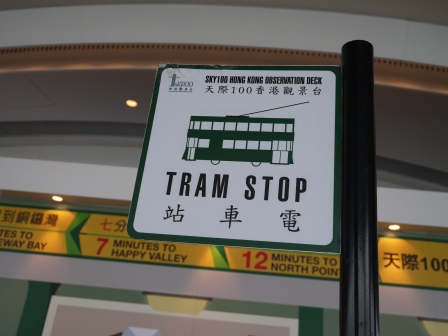 SKY100 HONG KONG OBSERVATION DECK
天際100香港觀景台
TRAM STOP
站車電
到銅鑼灣
MINUTES TO
CAUSEWAY BAY
七分
7 MINUTES TO
HAPPY VALLEY
12 MINUTES TO
NORTH POINT
天際100